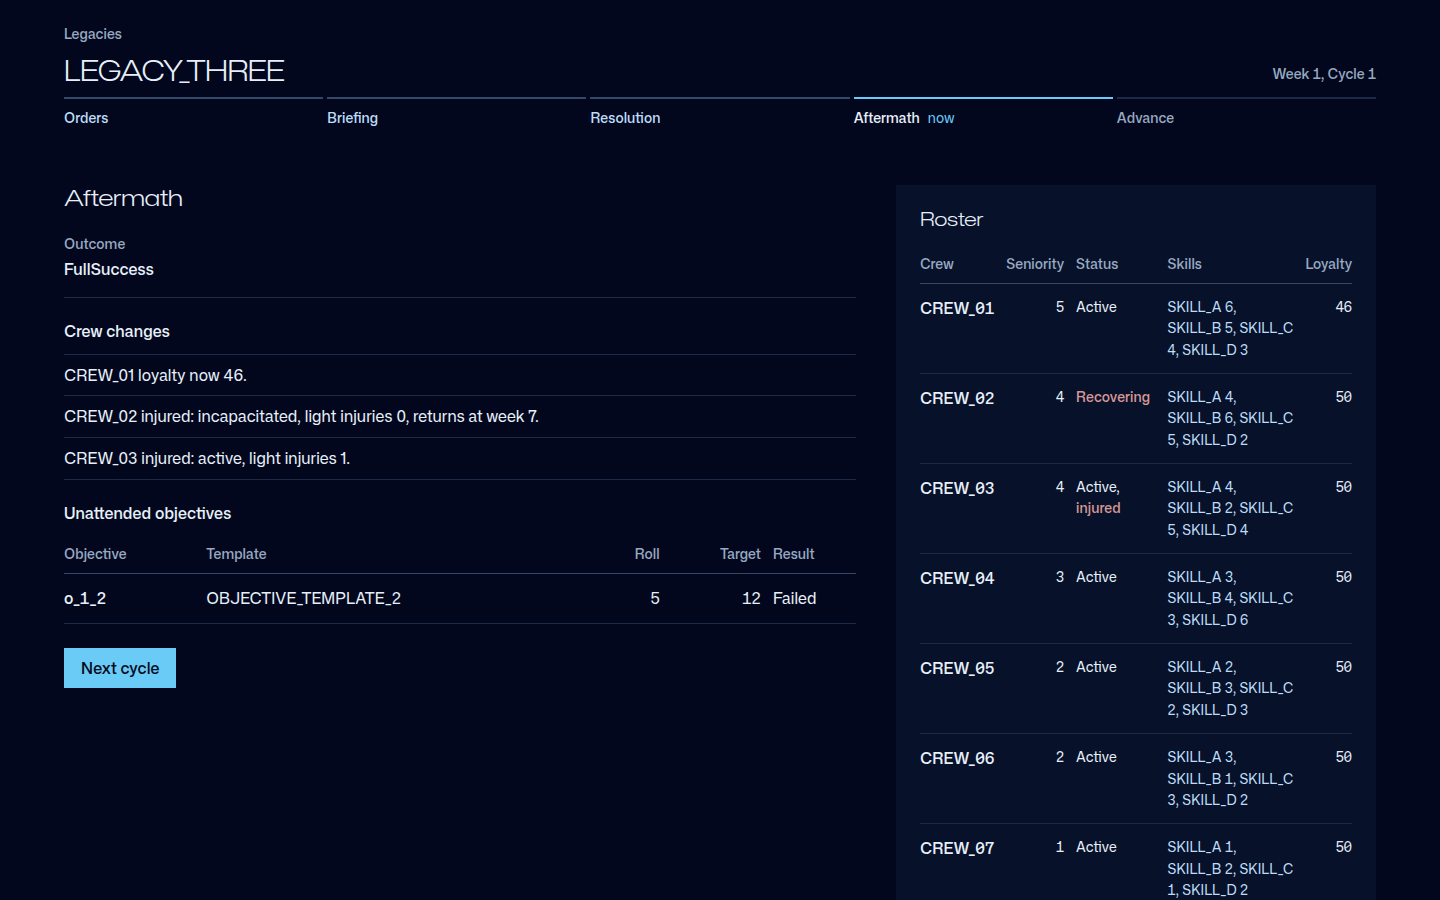 Legacies
LEGACY_THREE
Week 1, Cycle 1
Orders
Briefing
Resolution
Aftermath now
Advance
Aftermath
Outcome
FullSuccess
Crew changes
CREW_01 loyalty now 46.
CREW_02 injured: incapacitated, light injuries 0, returns at week 7.
CREW_03 injured: active, light injuries 1.
Unattended objectives
Objective Template Roll Target Result
o_1_2 OBJECTIVE_TEMPLATE_2 5 12 Failed
Next cycle
Roster
Crew Seniority Status Skills Loyalty
CREW_01 5 Active SKILL_A 6, 46
SKILL_B 5, SKILL_C
4, SKILL_D 3
CREW_02 4 Recovering SKILL_A 4, 50
SKILL_B 6, SKILL_C
5, SKILL_D 2
CREW_03 4 Active, SKILL_A 4, 50
injured SKILL_B 2, SKILL_C
5, SKILL_D 4
CREW_04 3 Active SKILL_A 3, 50
SKILL_B 4, SKILL_C
3, SKILL_D 6
CREW_05 2 Active SKILL_A 2, 50
SKILL_B 3, SKILL_C
2, SKILL_D 3
CREW_06 2 Active SKILL_A 3, 50
SKILL_B 1, SKILL_C
3, SKILL_D 2
CREW_07 1 Active SKILL_A 1, 50
SKILL_B 2, SKILL_C
1, SKILL_D 2